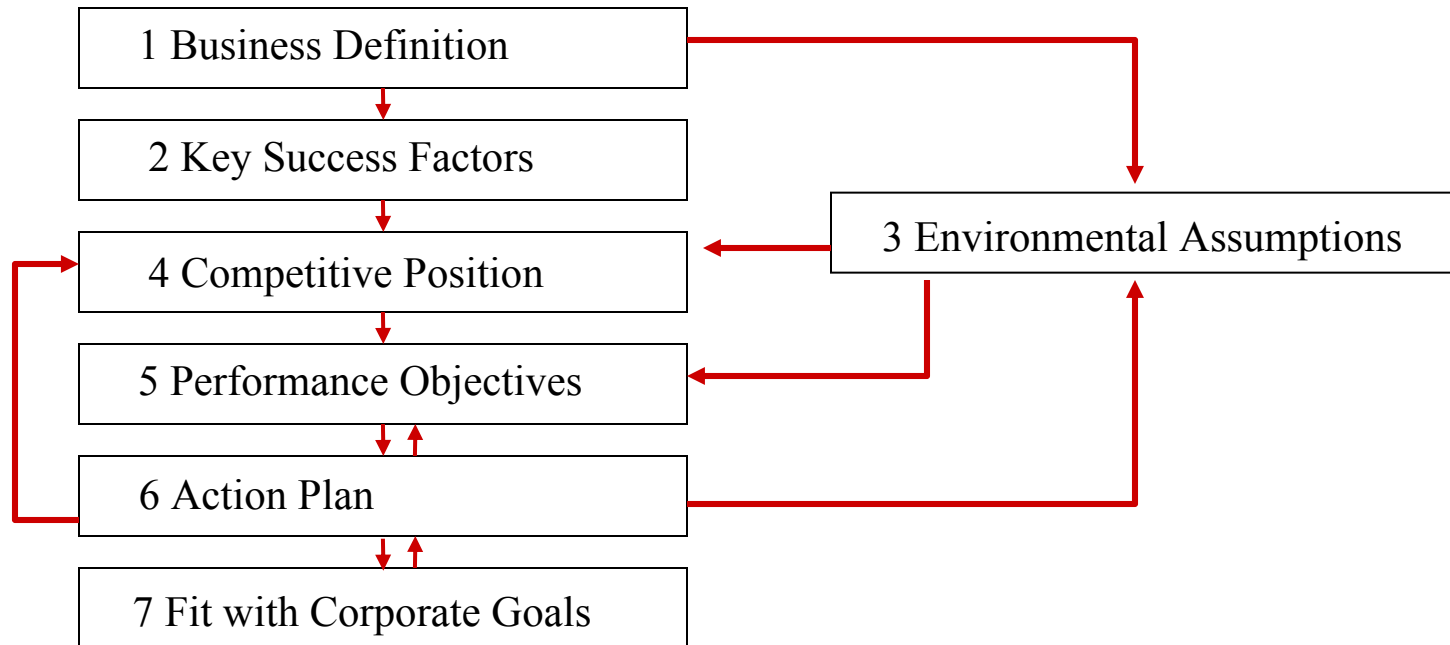 1 Business Definition
2 Key Success Factors
3 Environmental Assumptions
4 Competitive Position
5 Performance Objectives
6 Action Plan
7 Fit with Corporate Goals